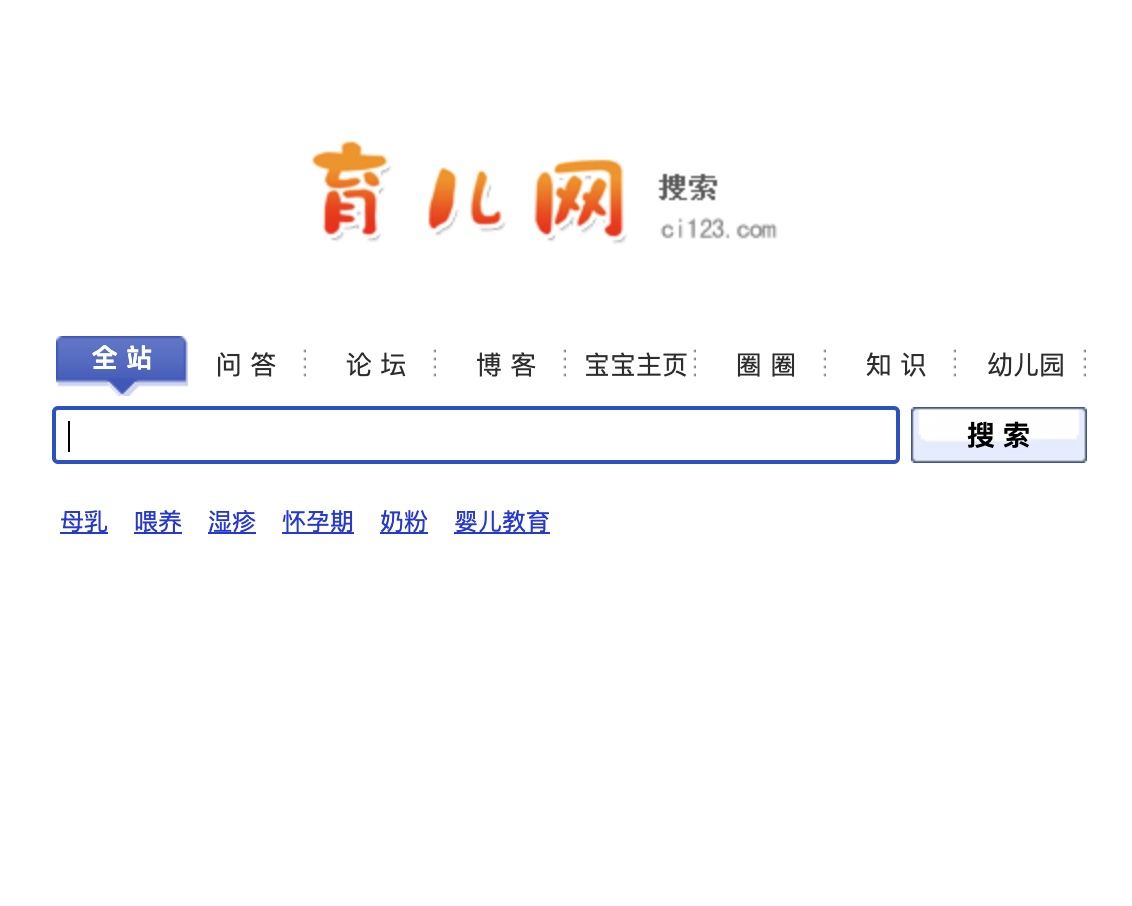 育儿网 搜索
ci123.com
全站 问答 论坛 博客 宝宝主页 圈圈 知识 幼儿园
搜索
母乳 喂养 湿疹 怀孕期 奶粉 婴儿教育